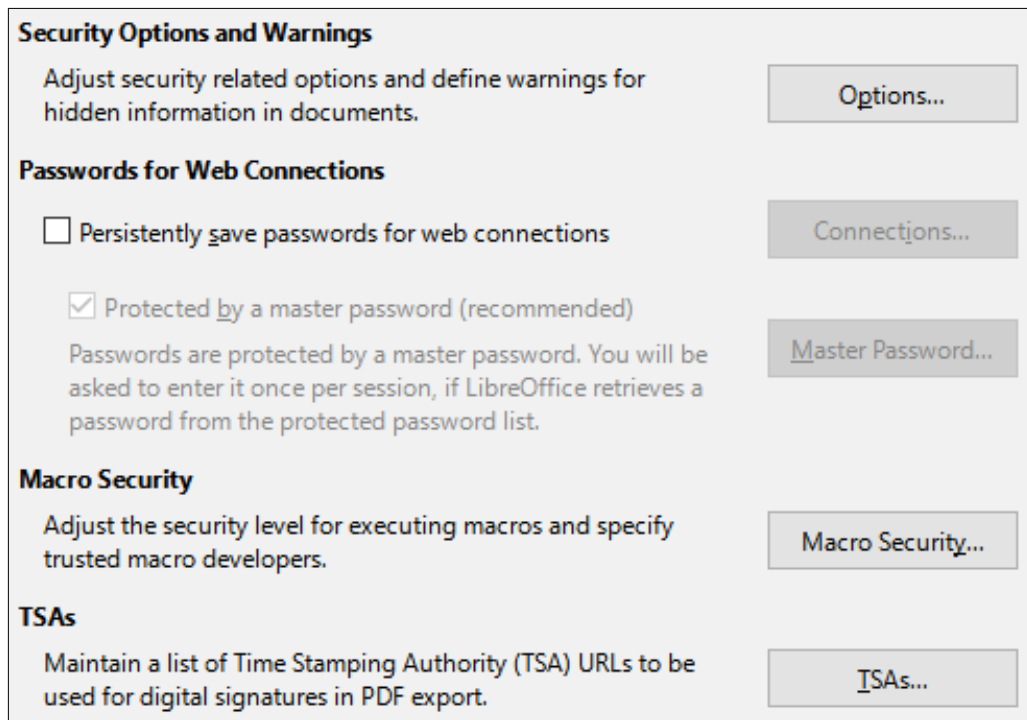 Security Options and Warnings
Adjust security related options and define warnings for
hidden information in documents.
Options...
Passwords for Web Connections
Persistently save passwords for web connections
Connections...
Protected by a master password (recommended)
Passwords are protected by a master password. You will be
asked to enter it once per session, if LibreOffice retrieves a
password from the protected password list.
Master Password...
Macro Security
Adjust the security level for executing macros and specify
trusted macro developers.
Macro Security...
TSAs
Maintain a list of Time Stamping Authority (TSA) URLs to be
used for digital signatures in PDF export.
TSAs...